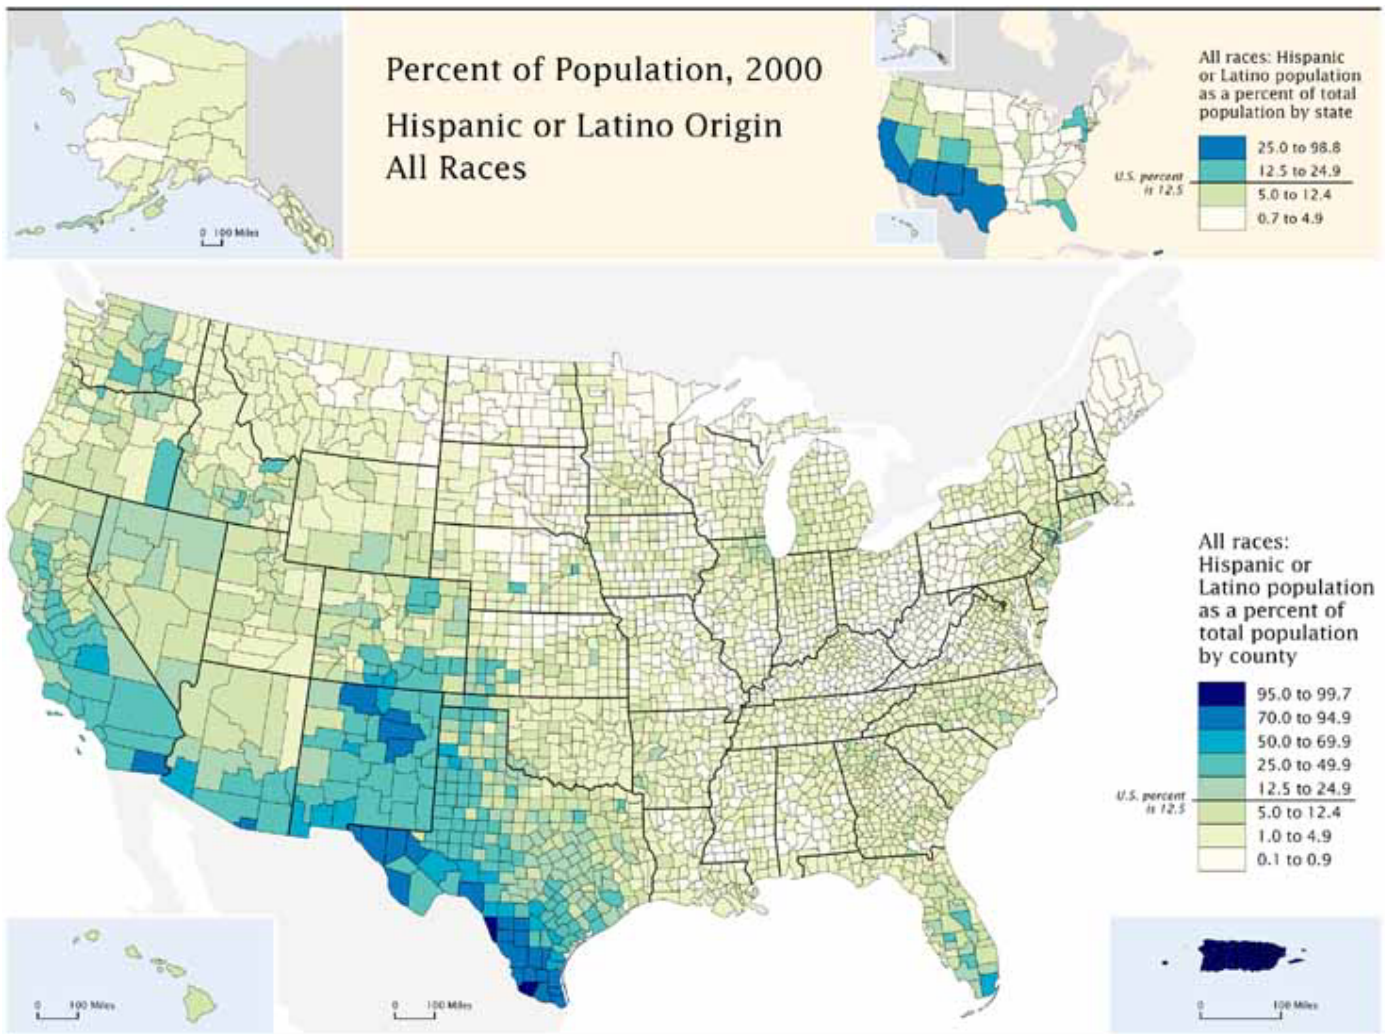 Percent of Population, 2000
Hispanic or Latino Origin
All Races
0 100 Miles
All races: Hispanic
or Latino population
as a percent of total
population by state
25.0 to 98.8
12.5 to 24.9
U.S. percent
is 12.5
5.0 to 12.4
0.7 to 4.9
All races:
Hispanic or
Latino population
as a percent of
total population
by county
95.0 to 99.7
70.0 to 94.9
50.0 to 69.9
25.0 to 49.9
12.5 to 24.9
U.S. percent
is 12.5
5.0 to 12.4
1.0 to 4.9
0.1 to 0.9
0 100 Miles
0 100 Miles
0 100 Miles